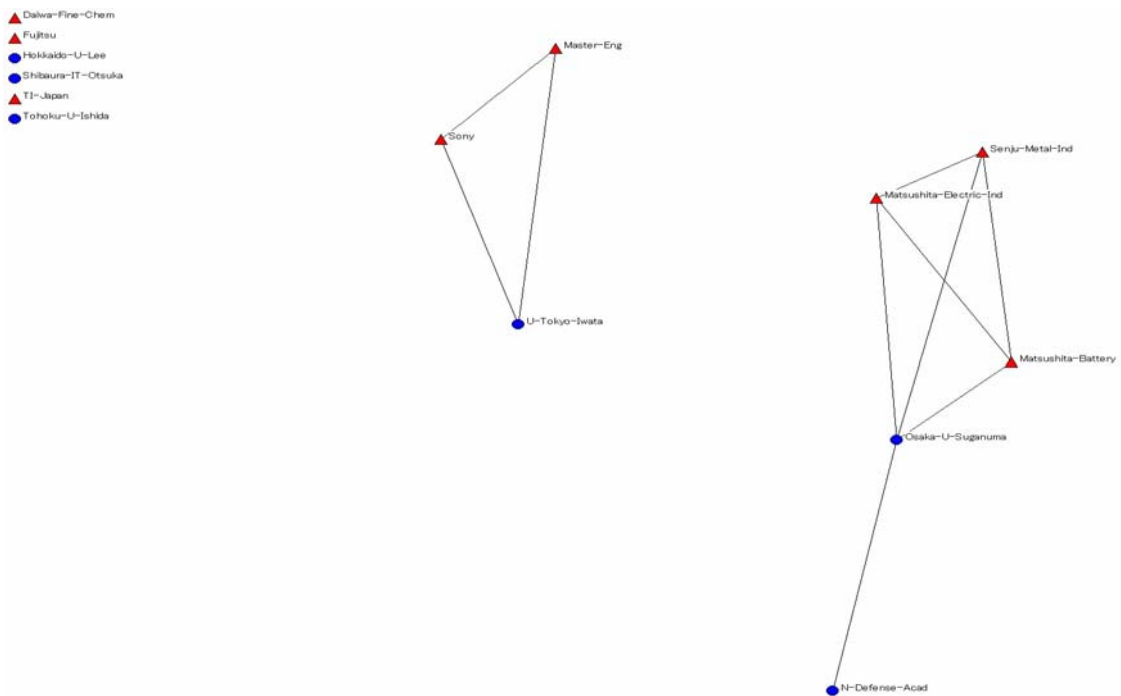 Daiwa-Fine-Chem
Fujitsu
Hokkaido-U-Lee
Shibaura-IT-Otsuka
TI-Japan
Tohoku-U-Ishida
Master-Eng
Sony
Senju-Metal-Ind
Matsushita-Electric-Ind
U-Tokyo-Iwata
Matsushita-Battery
Osaka-U-Suganuma
N-Defense-Acad